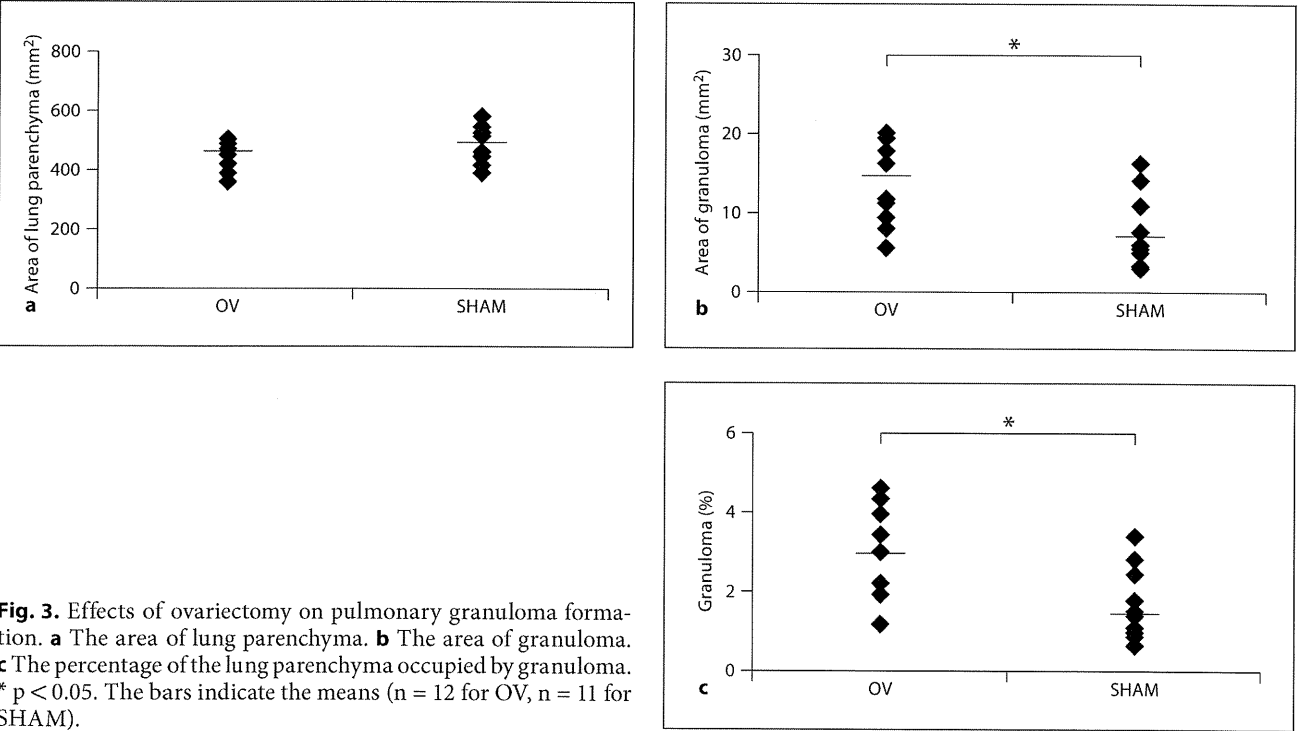 Area of lung parenchyma (mm²)
800
600
400
200
0
OV
SHAM
a
Area of granuloma (mm²)
30
20
10
0
*
OV
SHAM
b
Granuloma (%)
6
4
2
0
*
OV
SHAM
c
Fig. 3. Effects of ovariectomy on pulmonary granuloma forma-
tion. a The area of lung parenchyma. b The area of granuloma.
c The percentage of the lung parenchyma occupied by granuloma.
* p < 0.05. The bars indicate the means (n = 12 for OV, n = 11 for
SHAM).